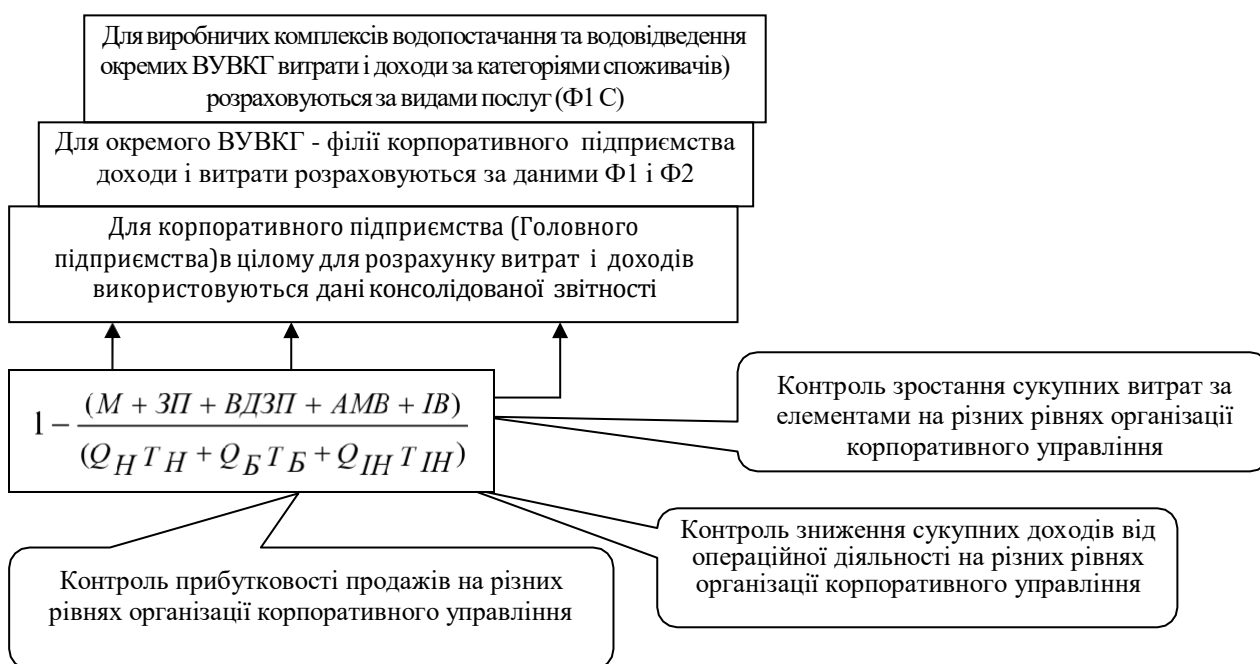 Для виробничих комплексів водопостачання та водовідведення
окремих ВУВКГ витрати і доходи за категоріями споживачів)
розраховуються за видами послуг (Ф1 С)
Для окремого ВУВКГ - філії корпоративного підприємства
доходи і витрати розраховуються за даними Ф1 і Ф2
Для корпоративного підприємства (Головного
підприємства)в цілому для розрахунку витрат і доходів
використовуються дані консолідованої звітності
1 − (М + ЗП + ВДЗП + АМВ + ІВ)
(Q_Н Т_Н + Q_Б Т_Б + Q_ІН Т_ІН)
Контроль зростання сукупних витрат за
елементами на різних рівнях організації
корпоративного управління
Контроль зниження сукупних доходів від
операційної діяльності на різних рівнях
організації корпоративного управління
Контроль прибутковості продажів на різних
рівнях організації корпоративного управління